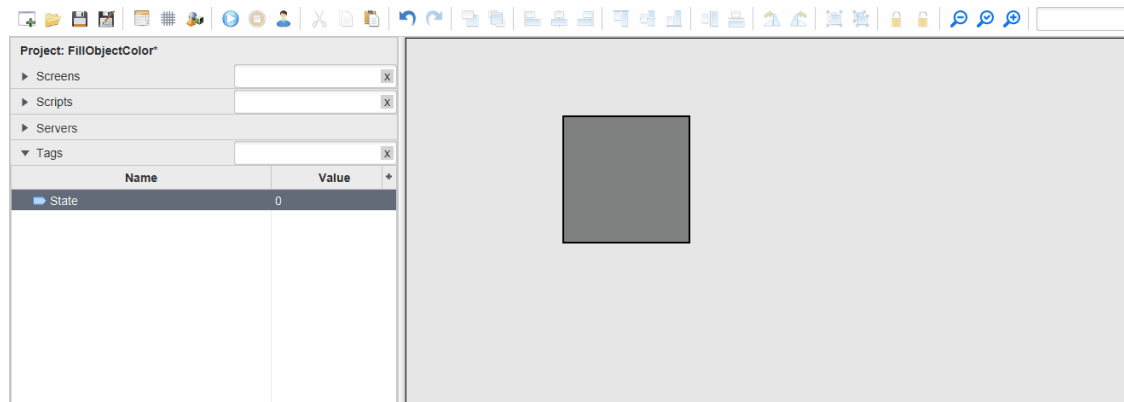 Project: FillObjectColor*
Screens
x
Scripts
x
Servers
Tags
x
Name Value +
State 0